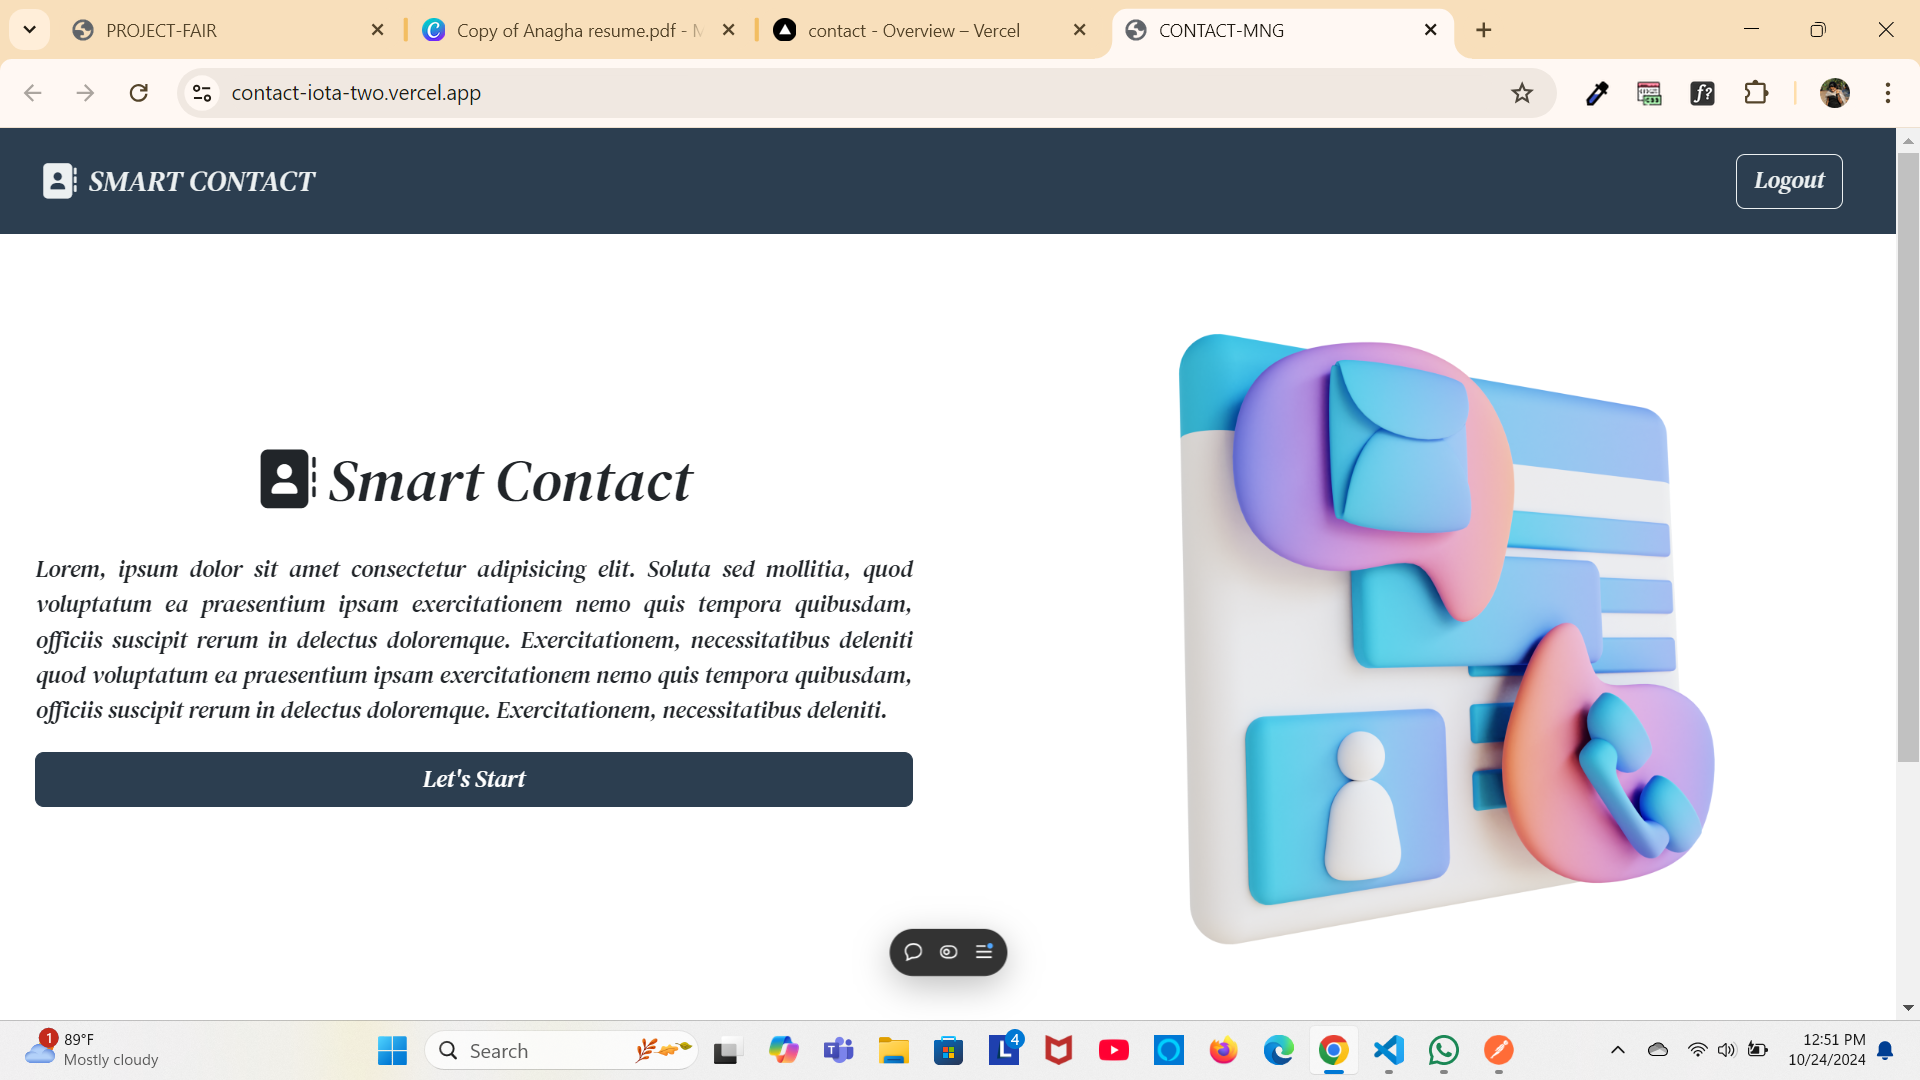 PROJECT-FAIR
Copy of Anagha resume.pdf -
contact - Overview – Vercel
CONTACT-MNG
contact-iota-two.vercel.app
f?
SMART CONTACT
Logout
Smart Contact
Lorem, ipsum dolor sit amet consectetur adipisicing elit. Soluta sed mollitia, quod
voluptatum ea praesentium ipsam exercitationem nemo quis tempora quibusdam,
officiis suscipit rerum in delectus doloremque. Exercitationem, necessitatibus deleniti
quod voluptatum ea praesentium ipsam exercitationem nemo quis tempora quibusdam,
officiis suscipit rerum in delectus doloremque. Exercitationem, necessitatibus deleniti.
Let's Start
1
89°F
Mostly cloudy
Search
4
12:51 PM
10/24/2024